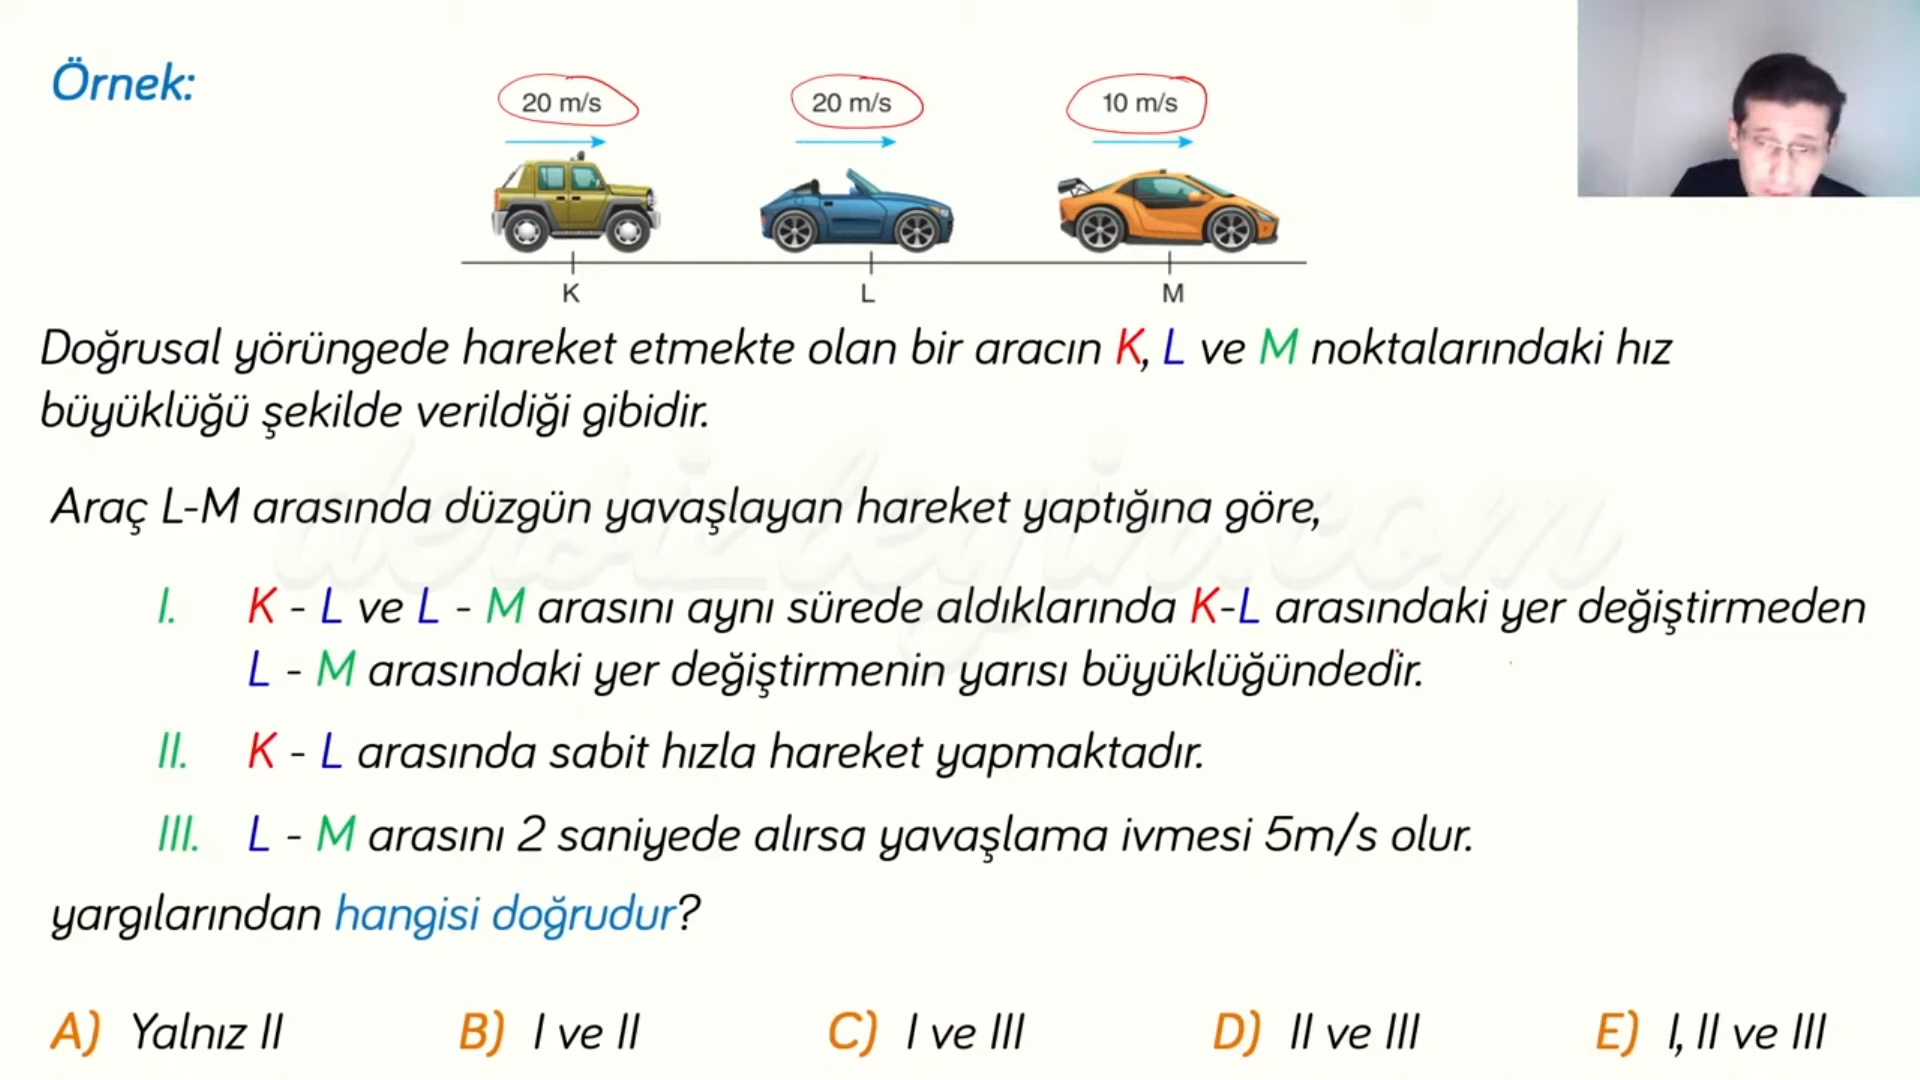 Örnek:
20 m/s 20 m/s 10 m/s
K L M
Doğrusal yörüngede hareket etmekte olan bir aracın K, L ve M noktalarındaki hız
büyüklüğü şekilde verildiği gibidir.
Araç L-M arasında düzgün yavaşlayan hareket yaptığına göre,
I. K - L ve L - M arasını aynı sürede aldıklarında K-L arasındaki yer değiştirmeden
L - M arasındaki yer değiştirmenin yarısı büyüklüğündedir.
II. K - L arasında sabit hızla hareket yapmaktadır.
III. L - M arasını 2 saniyede alırsa yavaşlama ivmesi 5m/s olur.
yargılarından hangisi doğrudur?
A) Yalnız II B) I ve II C) I ve III D) II ve III E) I, II ve III
dersizleyin.com